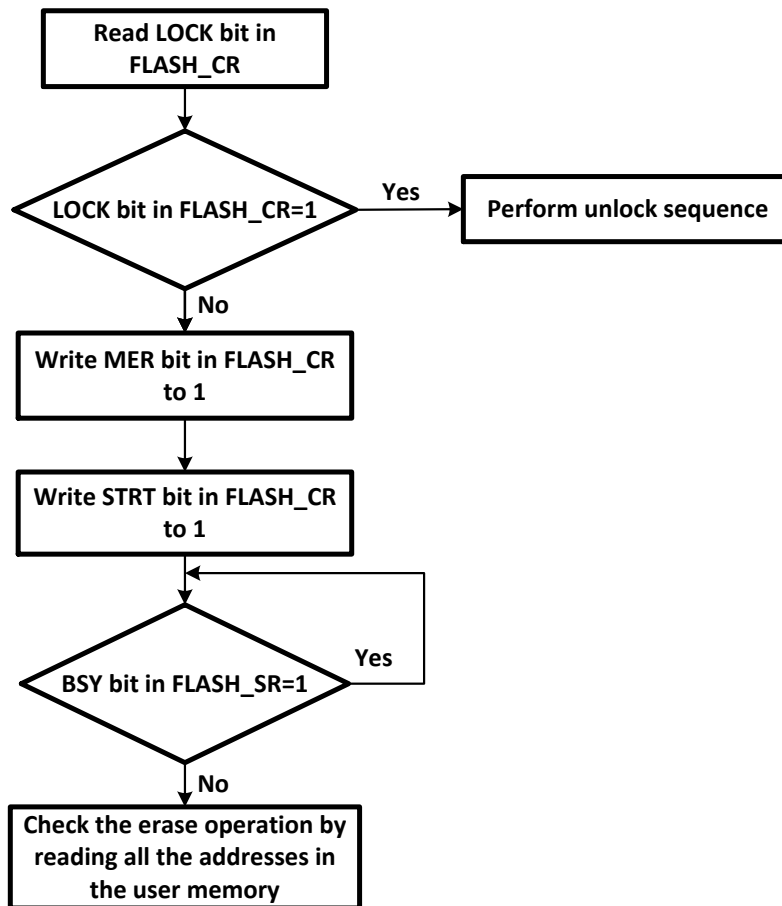 Read LOCK bit in
FLASH_CR
LOCK bit in FLASH_CR=1
Yes
Perform unlock sequence
No
Write MER bit in FLASH_CR
to 1
Write STRT bit in FLASH_CR
to 1
BSY bit in FLASH_SR=1
Yes
No
Check the erase operation by
reading all the addresses in
the user memory